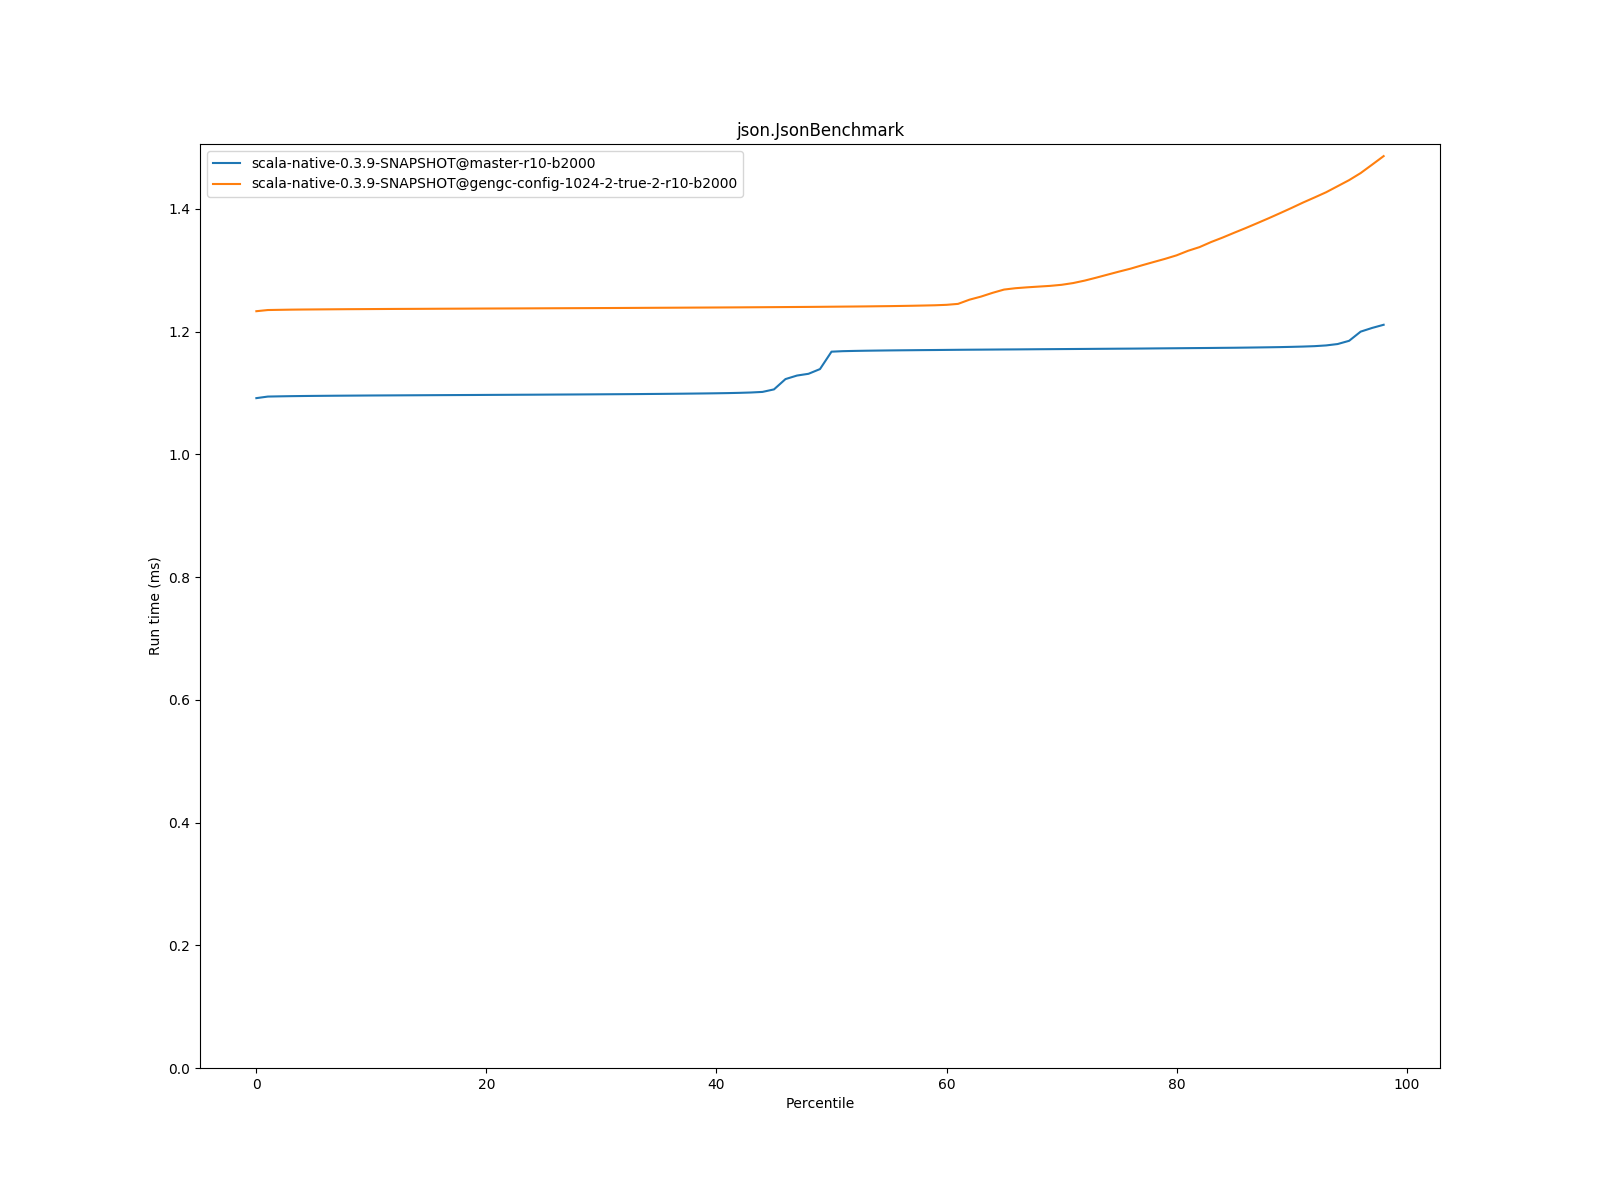 json.JsonBenchmark
scala-native-0.3.9-SNAPSHOT@master-r10-b2000
scala-native-0.3.9-SNAPSHOT@gengc-config-1024-2-true-2-r10-b2000
1.4
1.2
1.0
0.8
0.6
0.4
0.2
0.0
Run time (ms)
0 20 40 60 80 100
Percentile